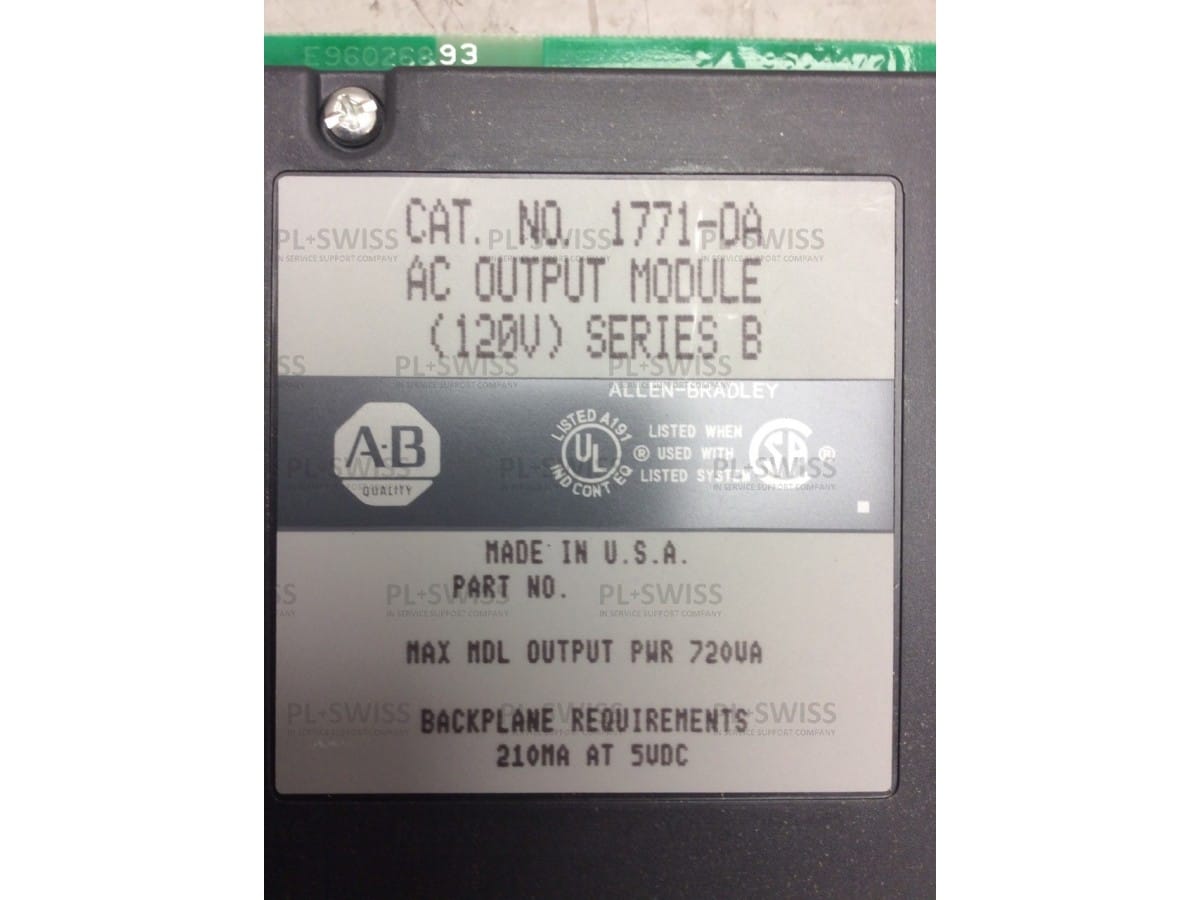 93
CAT. NO. 1771-OA
AC OUTPUT MODULE
(120V) SERIES B
ALLEN-BRADLEY
A-B
QUALITY
LISTED A191
UL
IND CONT EQ
LISTED WHEN
® USED WITH
LISTED SYSTEM
SA ®
MADE IN U.S.A.
PART NO.
MAX MDL OUTPUT PWR 720VA
BACKPLANE REQUIREMENTS
210MA AT 5VDC
PL+SWISS
IN SERVICE SUPPORT COMPANY